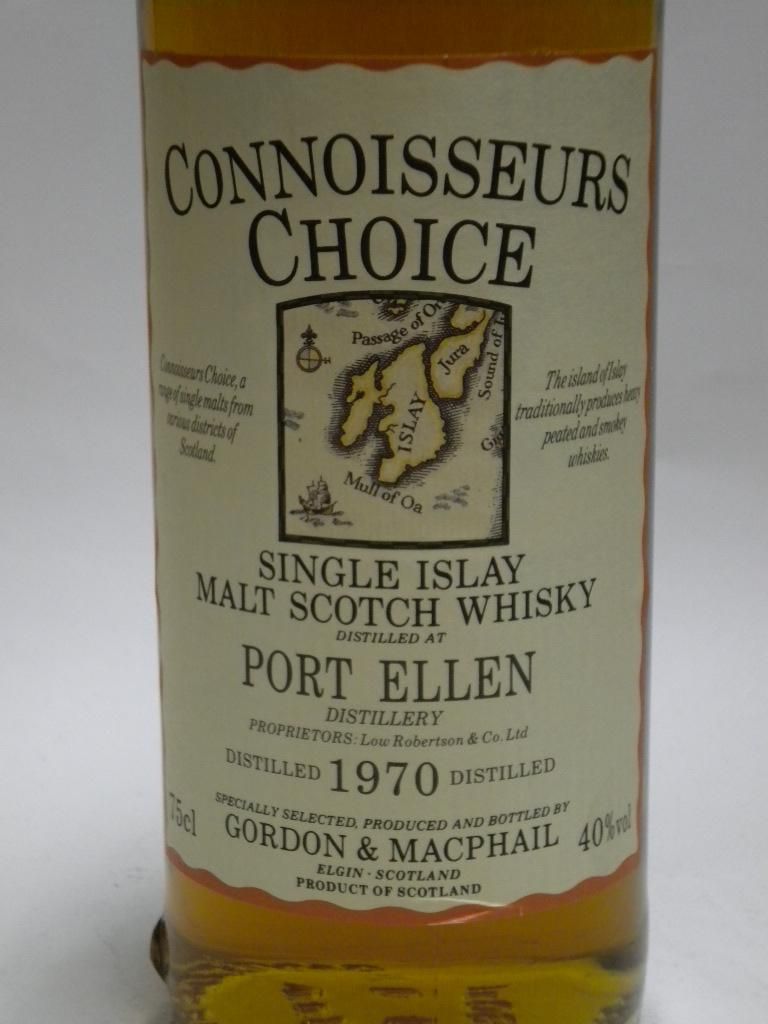 CONNOISSEURS
CHOICE
Passage of
Jura
Sound of
ISLAY
Mull of Oa
Connoisseurs Choice, a
range of single malts from
various districts of
Scotland.
The island of Islay
traditionally produces heavy
peated and smokey
whiskies.
SINGLE ISLAY
MALT SCOTCH WHISKY
DISTILLED AT
PORT ELLEN
DISTILLERY
PROPRIETORS: Low Robertson & Co. Ltd
DISTILLED 1970 DISTILLED
SPECIALLY SELECTED, PRODUCED AND BOTTLED BY
75cl GORDON & MACPHAIL 40%vol
ELGIN · SCOTLAND
PRODUCT OF SCOTLAND